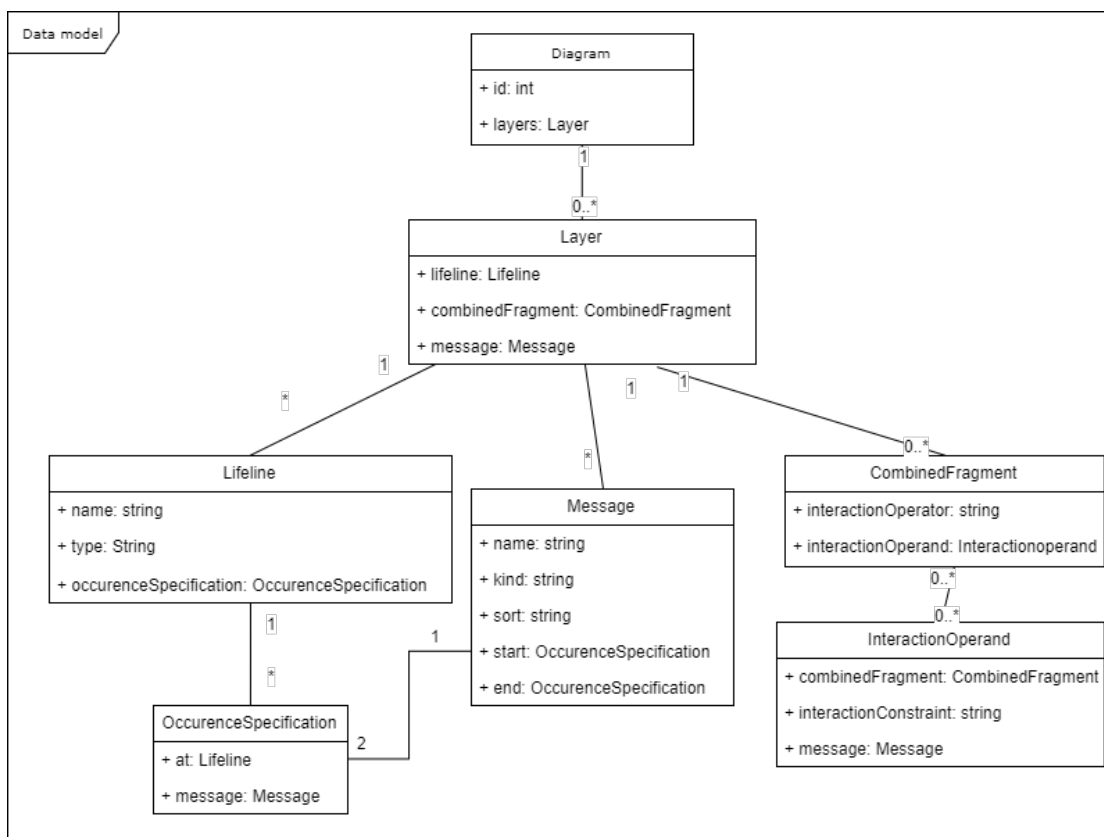 Data model
Diagram
+ id: int
+ layers: Layer
1
0..*
Layer
+ lifeline: Lifeline
+ combinedFragment: CombinedFragment
+ message: Message
1
*
1
*
1
0..*
Lifeline
+ name: string
+ type: String
+ occurenceSpecification: OccurenceSpecification
Message
+ name: string
+ kind: string
+ sort: string
+ start: OccurenceSpecification
+ end: OccurenceSpecification
CombinedFragment
+ interactionOperator: string
+ interactionOperand: Interactionoperand
0..*
0..*
InteractionOperand
+ combinedFragment: CombinedFragment
+ interactionConstraint: string
+ message: Message
1
*
1
2
OccurenceSpecification
+ at: Lifeline
+ message: Message